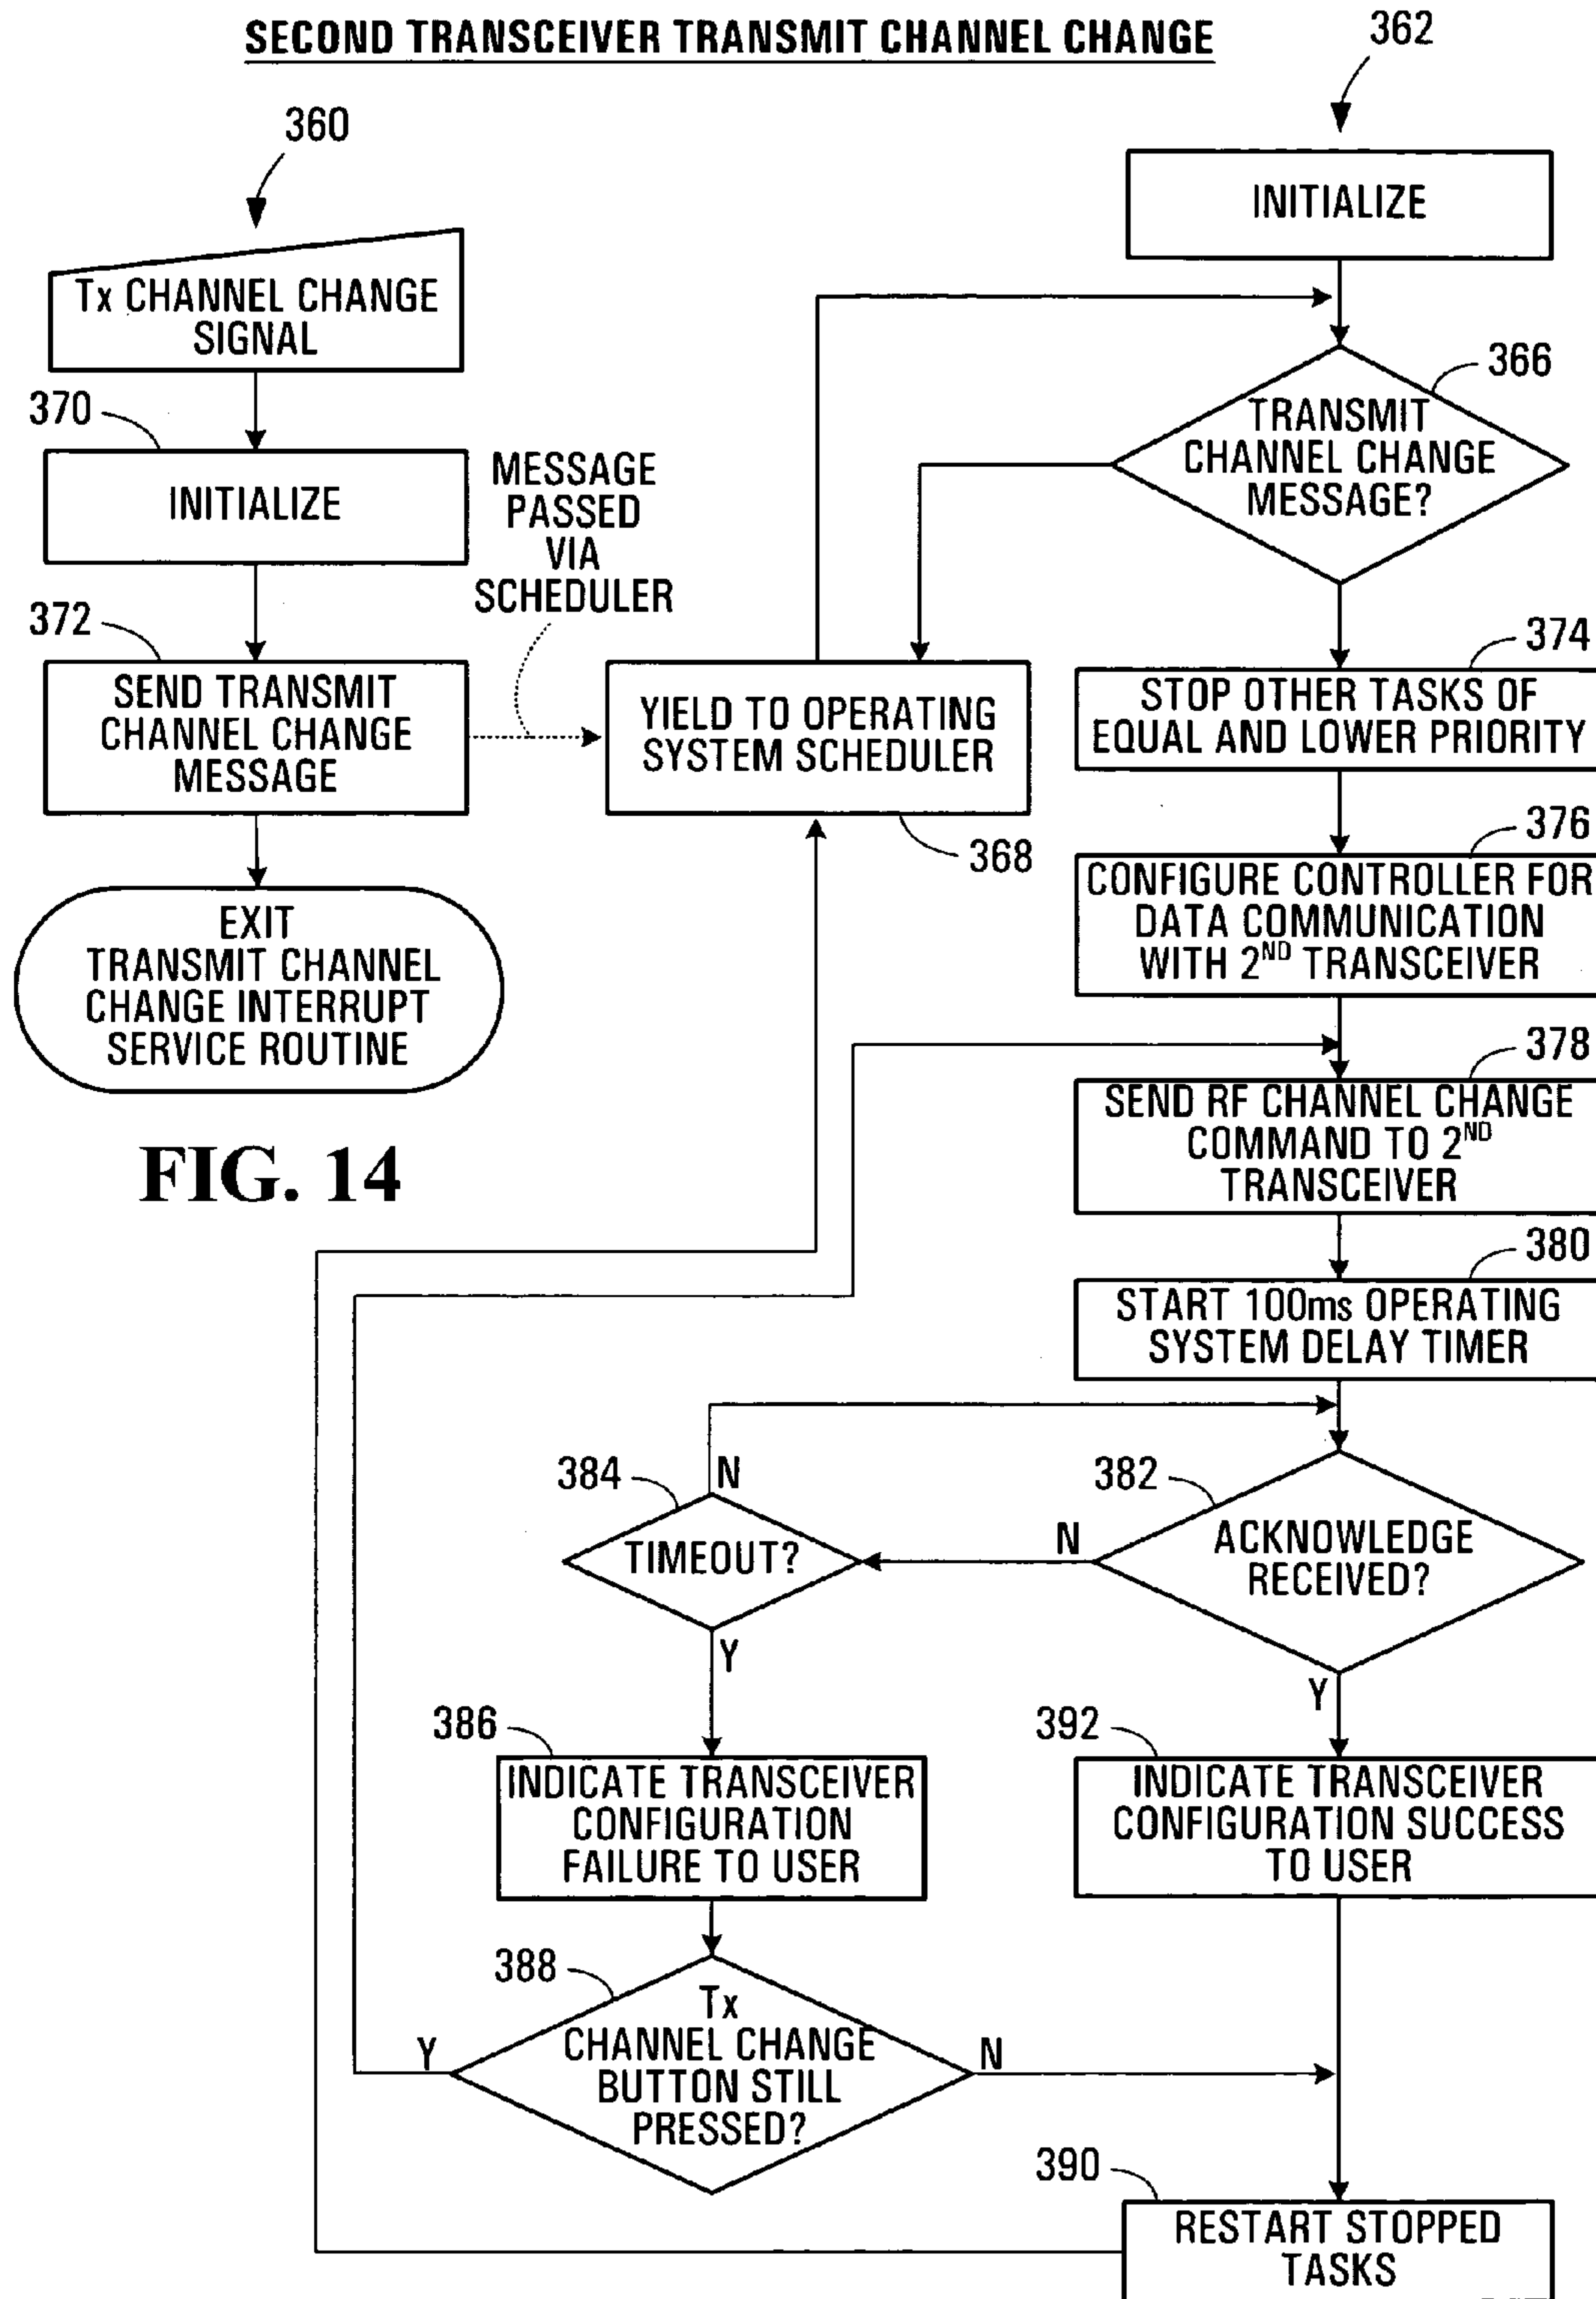 SECOND TRANSCEIVER TRANSMIT CHANNEL CHANGE
362
360
INITIALIZE
Tx CHANNEL CHANGE
SIGNAL
366
TRANSMIT
CHANNEL CHANGE
MESSAGE?
370
INITIALIZE
MESSAGE
PASSED
VIA
SCHEDULER
372
SEND TRANSMIT
CHANNEL CHANGE
MESSAGE
YIELD TO OPERATING
SYSTEM SCHEDULER
368
374
STOP OTHER TASKS OF
EQUAL AND LOWER PRIORITY
376
CONFIGURE CONTROLLER FOR
DATA COMMUNICATION
WITH 2ND TRANSCEIVER
EXIT
TRANSMIT CHANNEL
CHANGE INTERRUPT
SERVICE ROUTINE
378
SEND RF CHANNEL CHANGE
COMMAND TO 2ND
TRANSCEIVER
FIG. 14
380
START 100ms OPERATING
SYSTEM DELAY TIMER
384
N
TIMEOUT?
Y
382
N
ACKNOWLEDGE
RECEIVED?
Y
386
INDICATE TRANSCEIVER
CONFIGURATION
FAILURE TO USER
392
INDICATE TRANSCEIVER
CONFIGURATION SUCCESS
TO USER
388
Y
Tx
CHANNEL CHANGE
BUTTON STILL
PRESSED?
N
390
RESTART STOPPED
TASKS